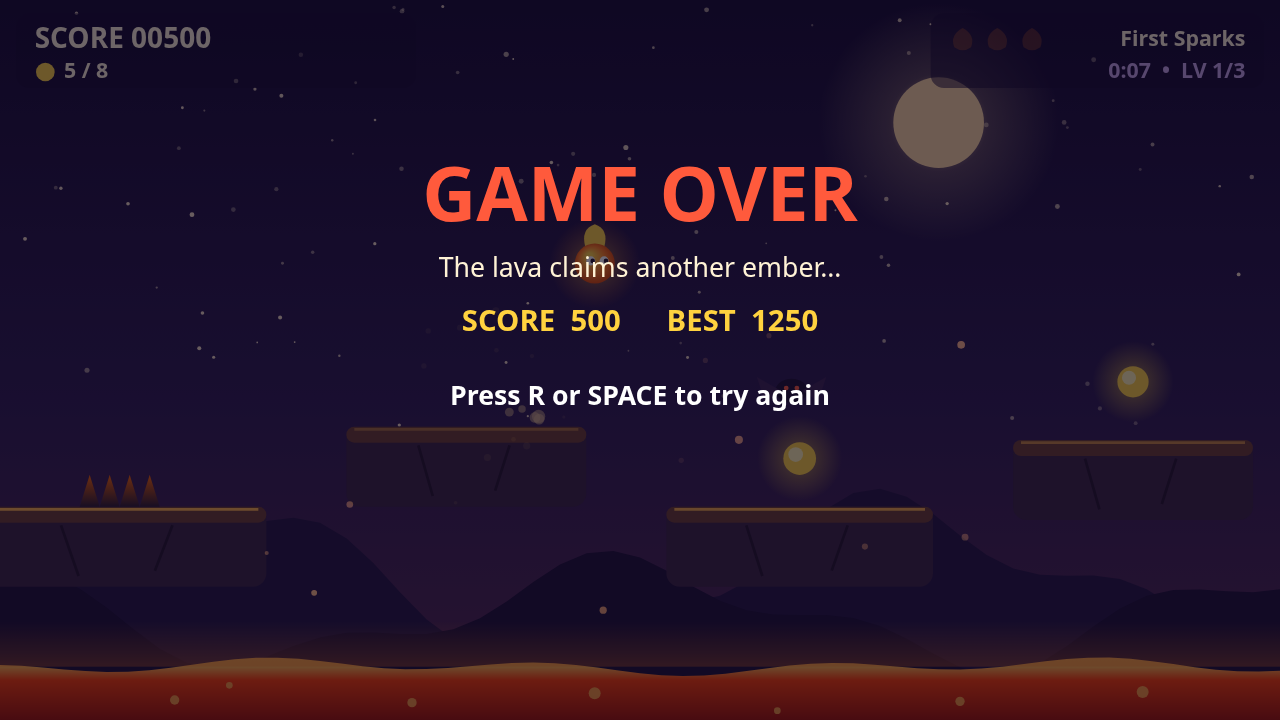 SCORE 00500
5 / 8
First Sparks
0:07 • LV 1/3
GAME OVER
The lava claims another ember...
SCORE 500 BEST 1250
Press R or SPACE to try again